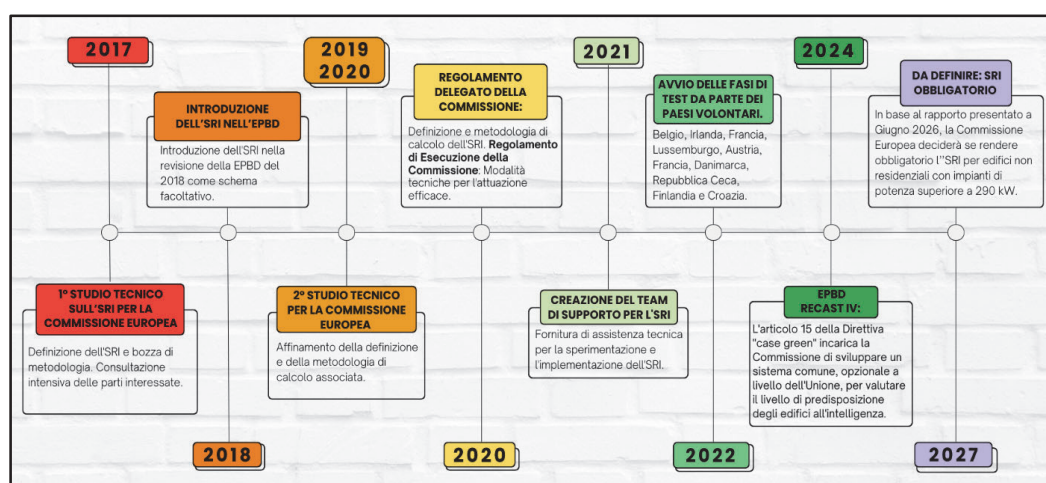 2017
1° STUDIO TECNICO
SULL'SRI PER LA
COMMISSIONE EUROPEA
Definizione dell'SRI e bozza di
metodologia. Consultazione
intensiva delle parti interessate.
INTRODUZIONE
DELL'SRI NELL'EPBD
Introduzione dell'SRI nella
revisione della EPBD del
2018 come schema
facoltativo.
2018
2019
2020
2° STUDIO TECNICO
PER LA COMMISSIONE
EUROPEA
Affinamento della definizione
e della metodologia di
calcolo associata.
REGOLAMENTO
DELEGATO DELLA
COMMISSIONE:
Definizione e metodologia di
calcolo dell'SRI. Regolamento
di Esecuzione della
Commissione: Modalità
tecniche per l'attuazione
efficace.
2020
2021
CREAZIONE DEL TEAM
DI SUPPORTO PER L'SRI
Fornitura di assistenza tecnica
per la sperimentazione e
l'implementazione dell'SRI.
AVVIO DELLE FASI DI
TEST DA PARTE DEI
PAESI VOLONTARI.
Belgio, Irlanda, Francia,
Lussemburgo, Austria,
Francia, Danimarca,
Repubblica Ceca,
Finlandia e Croazia.
2022
2024
EPBD
RECAST IV:
L'articolo 15 della Direttiva
"case green" incarica la
Commissione di sviluppare un
sistema comune, opzionale a
livello dell'Unione, per valutare
il livello di predisposizione
degli edifici all'intelligenza.
DA DEFINIRE: SRI
OBBLIGATORIO
In base al rapporto presentato a
Giugno 2026, la Commissione
Europea deciderà se rendere
obbligatorio l''SRI per edifici non
residenziali con impianti di
potenza superiore a 290 kW.
2027